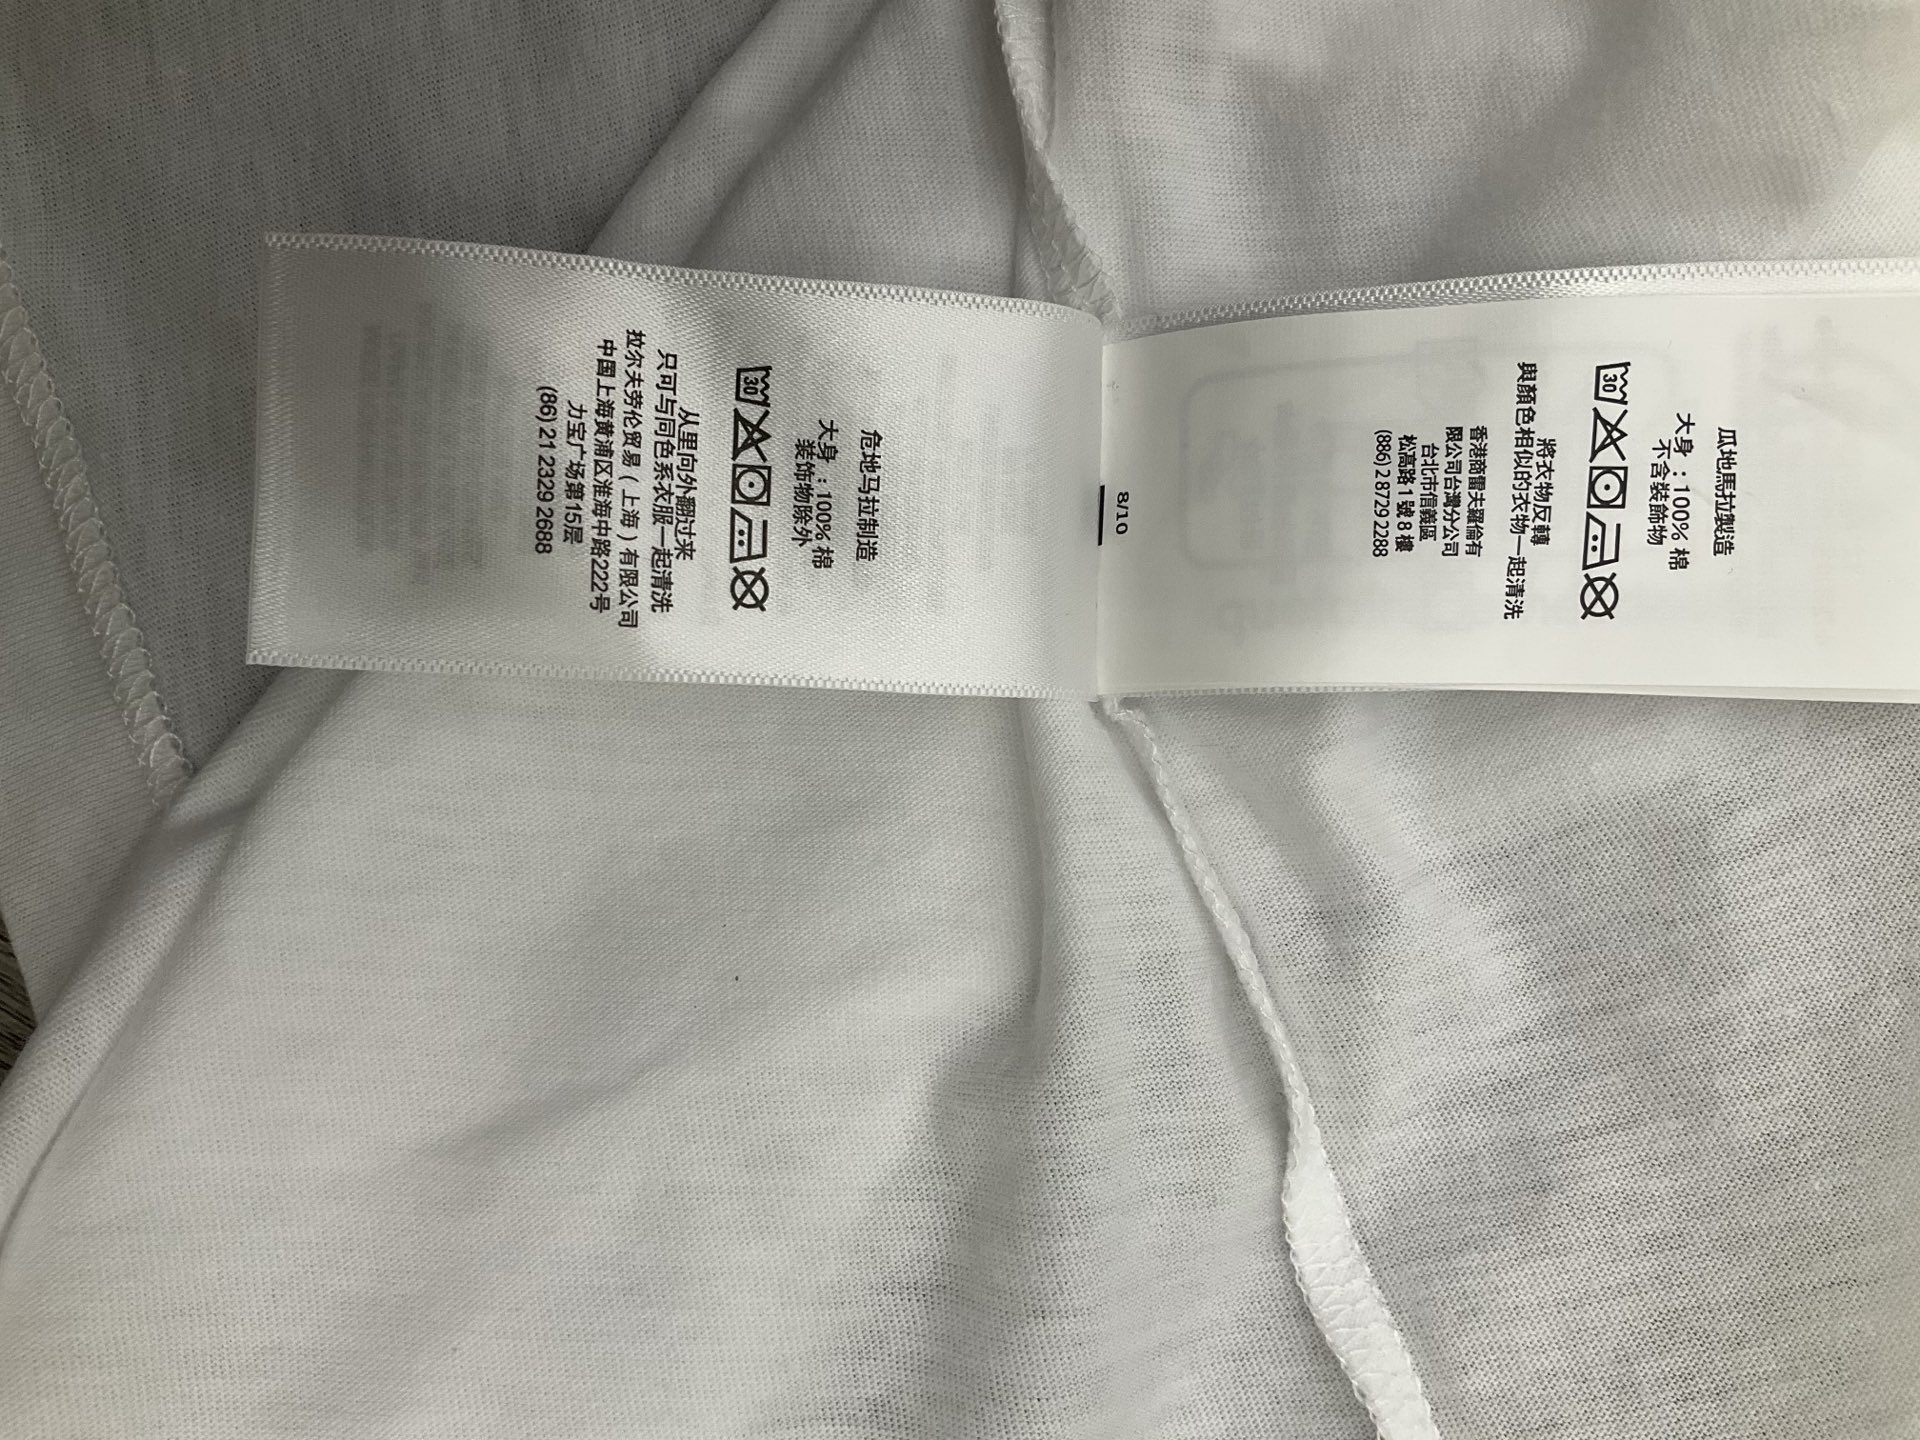 危地马拉制造
大身：100% 棉
装饰物除外
30
从里向外翻过来
只可与同色系衣服一起清洗
拉尔夫劳伦贸易（上海）有限公司
中国上海黄浦区淮海中路222号
力宝广场第15层
(86) 21 2329 2688
8/10
瓜地馬拉製造
大身：100% 棉
不含裝飾物
30
將衣物反轉
與顏色相似的衣物一起清洗
香港商雷夫羅倫有
限公司台灣分公司
台北市信義區
松高路 1 號 8 樓
(886) 2 8729 2288